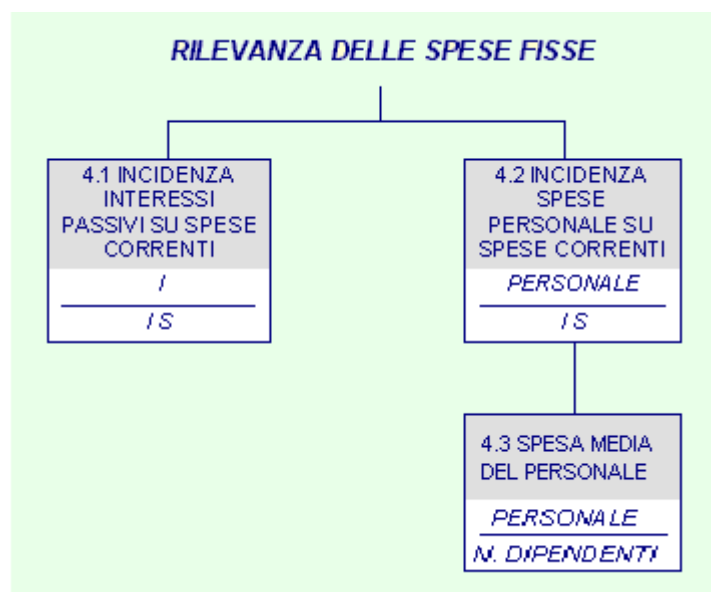 RILEVANZA DELLE SPESE FISSE
4.1 INCIDENZA
INTERESSI
PASSIVI SU SPESE
CORRENTI
I
I S
4.2 INCIDENZA
SPESE
PERSONALE SU
SPESE CORRENTI
PERSONALE
I S
4.3 SPESA MEDIA
DEL PERSONALE
PERSONALE
N. DIPENDENTI